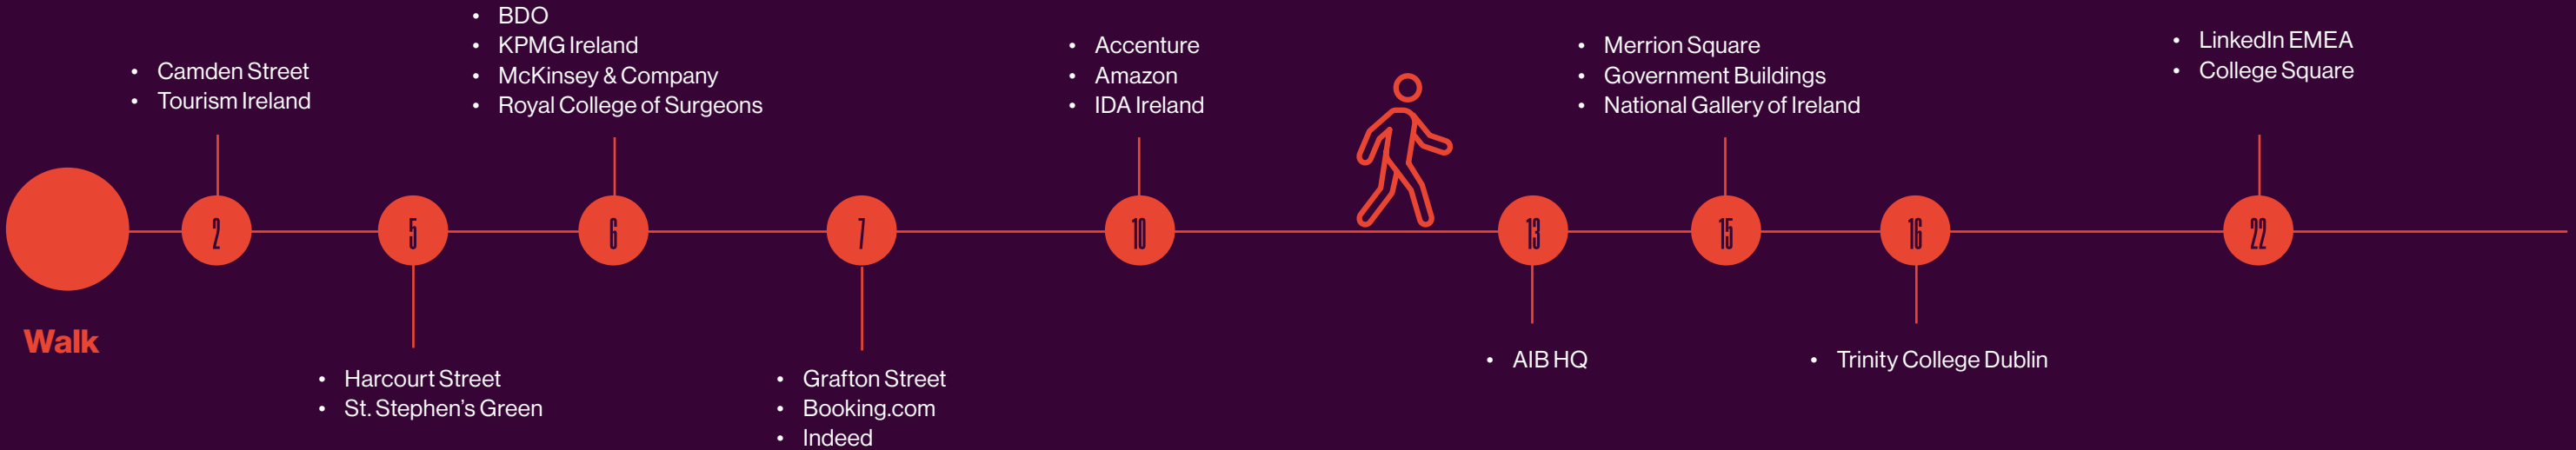 Walk
2
Camden Street
Tourism Ireland
5
Harcourt Street
St. Stephen’s Green
6
BDO
KPMG Ireland
McKinsey & Company
Royal College of Surgeons
7
Grafton Street
Booking.com
Indeed
10
Accenture
Amazon
IDA Ireland
13
AIB HQ
15
Merrion Square
Government Buildings
National Gallery of Ireland
16
Trinity College Dublin
22
LinkedIn EMEA
College Square